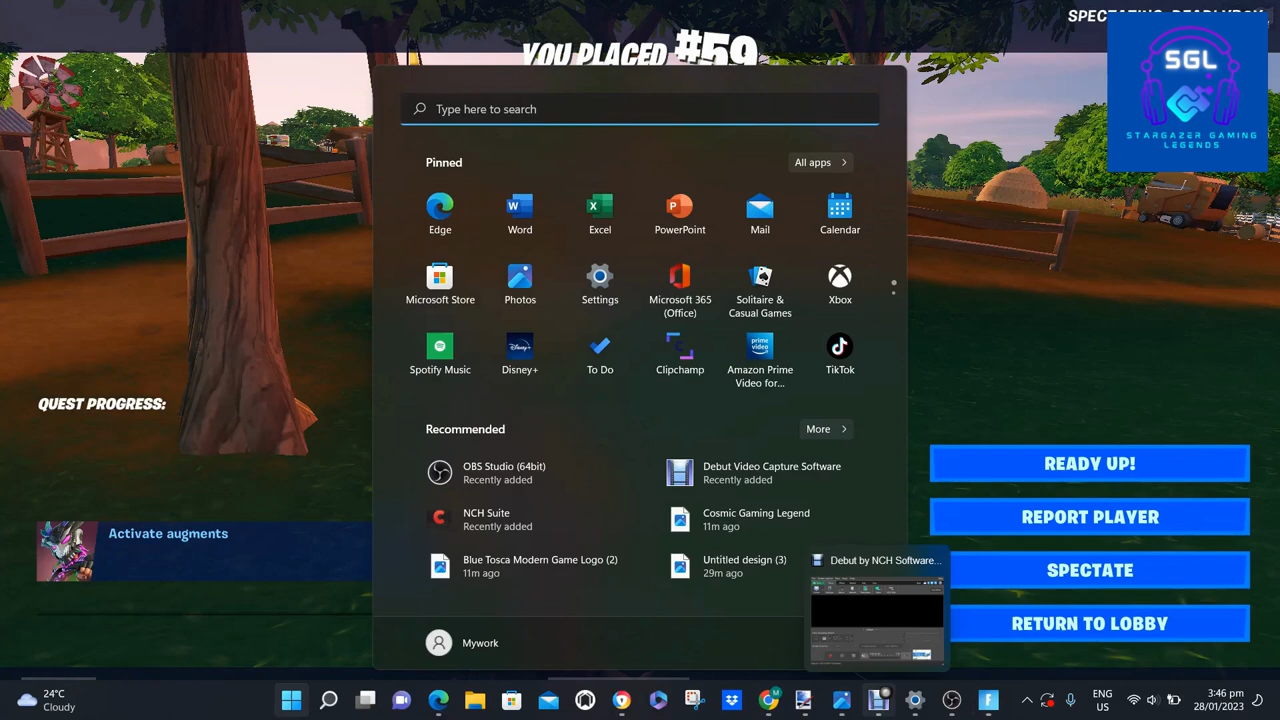 YOU PLACED #59
SGL
STARGAZER GAMING
LEGENDS
Type here to search
Pinned
All apps
Edge
Word
Excel
PowerPoint
Mail
Calendar
Microsoft Store
Photos
Settings
Microsoft 365
(Office)
Solitaire &
Casual Games
Xbox
Spotify Music
Disney+
To Do
Clipchamp
Amazon Prime
Video for...
TikTok
QUEST PROGRESS:
Activate augments
Recommended
More
OBS Studio (64bit)
Recently added
Debut Video Capture Software
Recently added
NCH Suite
Recently added
Cosmic Gaming Legend
11m ago
Blue Tosca Modern Game Logo (2)
11m ago
Untitled design (3)
29m ago
Debut by NCH Software...
Mywork
READY UP!
REPORT PLAYER
SPECTATE
RETURN TO LOBBY
24°C
Cloudy
ENG
US
3:46 pm
28/01/2023